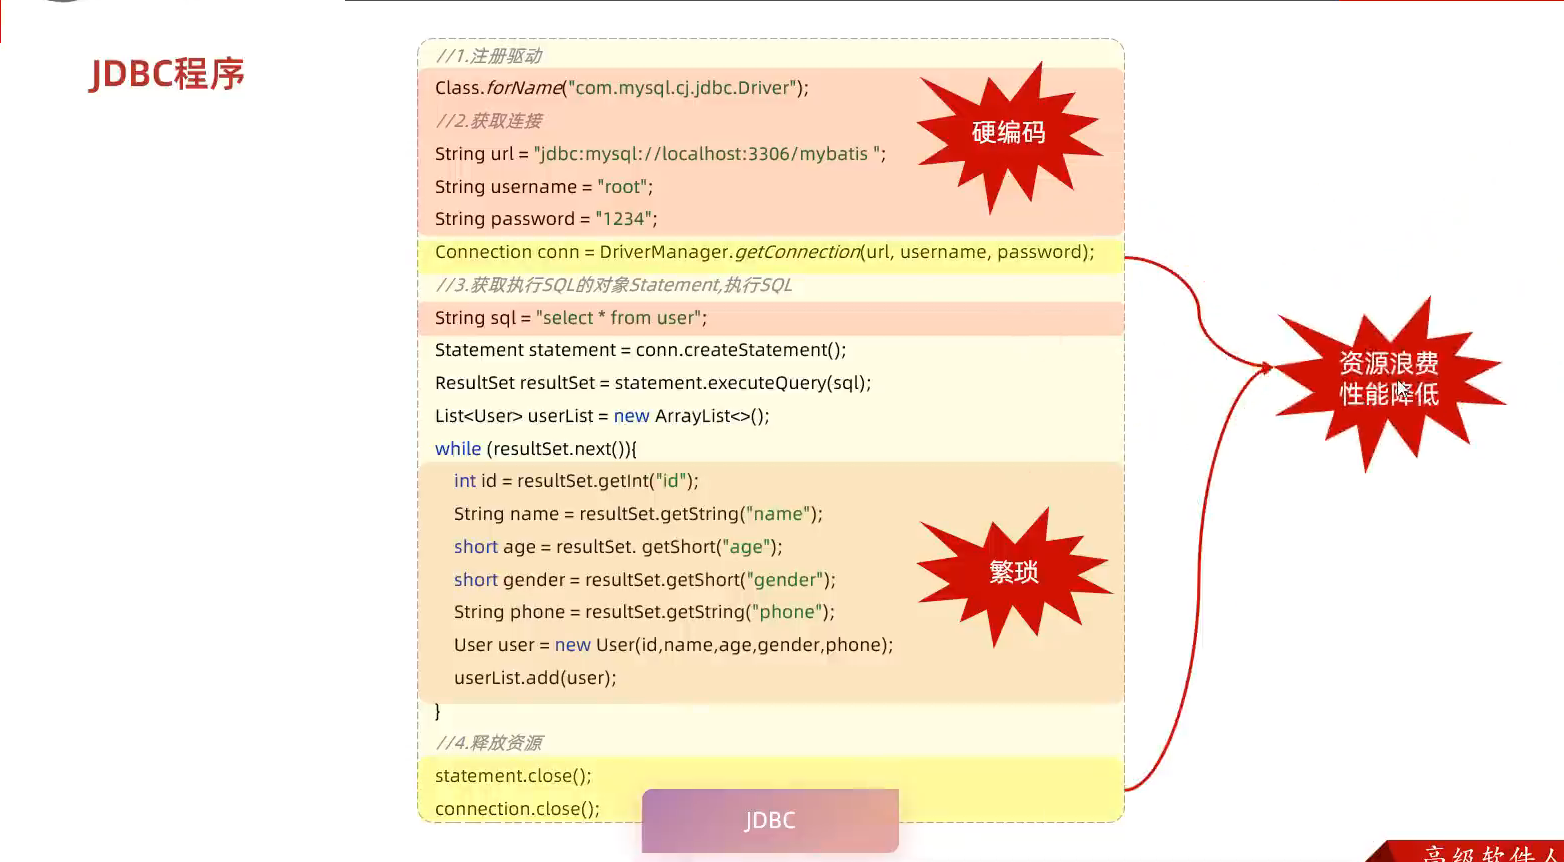 JDBC程序
//1.注册驱动
Class.forName("com.mysql.cj.jdbc.Driver");
//2.获取连接
String url = "jdbc:mysql://localhost:3306/mybatis ";
String username = "root";
String password = "1234";
硬编码
Connection conn = DriverManager.getConnection(url, username, password);
//3.获取执行SQL的对象Statement,执行SQL
String sql = "select * from user";
Statement statement = conn.createStatement();
ResultSet resultSet = statement.executeQuery(sql);
List<User> userList = new ArrayList<>();
while (resultSet.next()){
int id = resultSet.getInt("id");
String name = resultSet.getString("name");
short age = resultSet. getShort("age");
short gender = resultSet.getShort("gender");
String phone = resultSet.getString("phone");
User user = new User(id,name,age,gender,phone);
userList.add(user);
繁琐
}
//4.释放资源
statement.close();
connection.close();
资源浪费
性能降低
JDBC
高级软件人